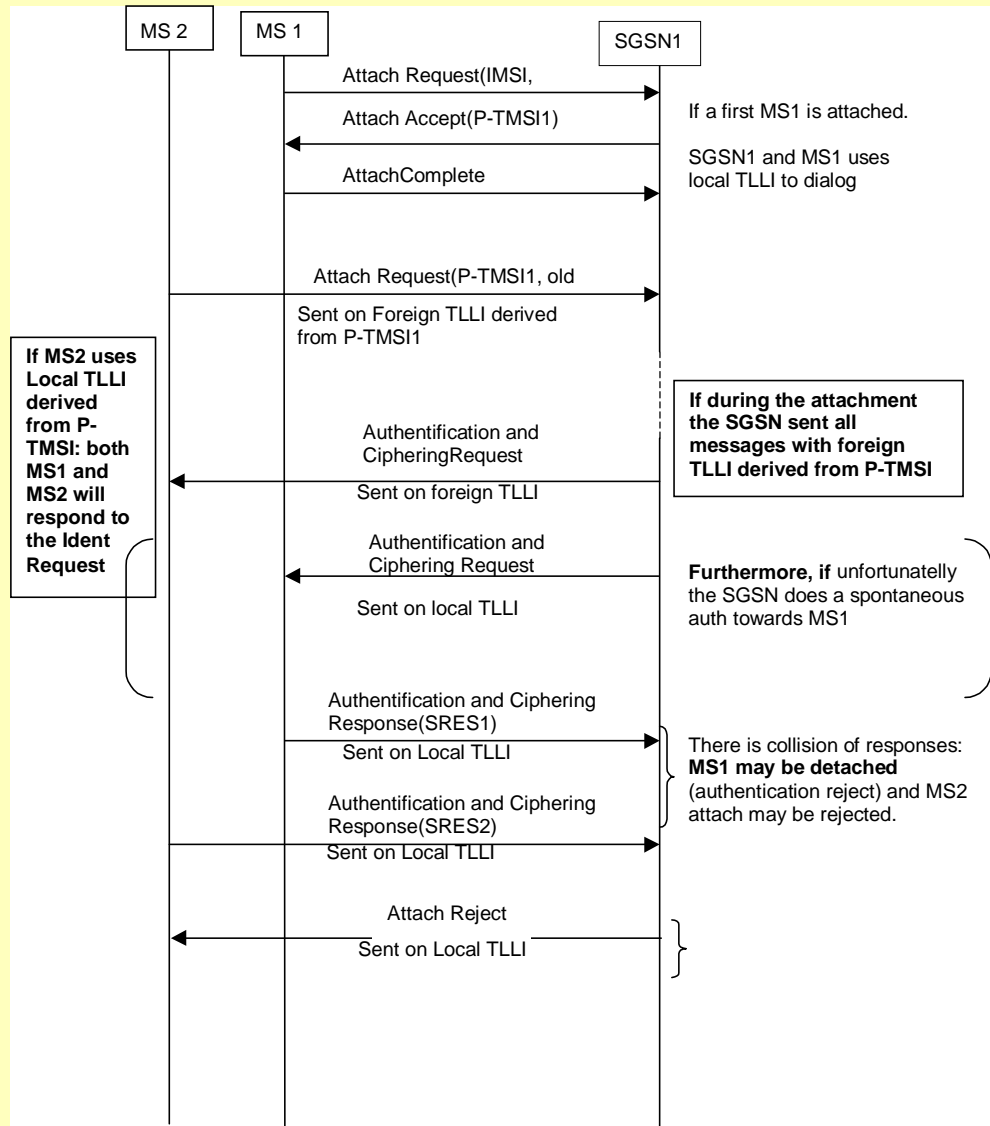 MS 2
MS 1
SGSN1
Attach Request(IMSI,
If a first MS1 is attached.
Attach Accept(P-TMSI1)
SGSN1 and MS1 uses
local TLLI to dialog
AttachComplete
Attach Request(P-TMSI1, old
Sent on Foreign TLLI derived
from P-TMSI1
If MS2 uses
Local TLLI
derived
from P-
TMSI: both
MS1 and
MS2 will
respond to
the Ident
Request
If during the attachment
the SGSN sent all
messages with foreign
TLLI derived from P-TMSI
Authentification and
CipheringRequest
Sent on foreign TLLI
Authentification and
Ciphering Request
Sent on local TLLI
Furthermore, if unfortunatelly
the SGSN does a spontaneous
auth towards MS1
Authentification and Ciphering
Response(SRES1)
Sent on Local TLLI
There is collision of responses:
MS1 may be detached
(authentication reject) and MS2
attach may be rejected.
Authentification and Ciphering
Response(SRES2)
Sent on Local TLLI
Attach Reject
Sent on Local TLLI